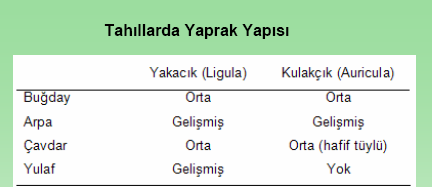 Tahıllarda Yaprak Yapısı
Yakacık (Ligula) Kulakçık (Auricula)
Buğday Orta Orta
Arpa Gelişmiş Gelişmiş
Çavdar Orta Orta (hafif tüylü)
Yulaf Gelişmiş Yok